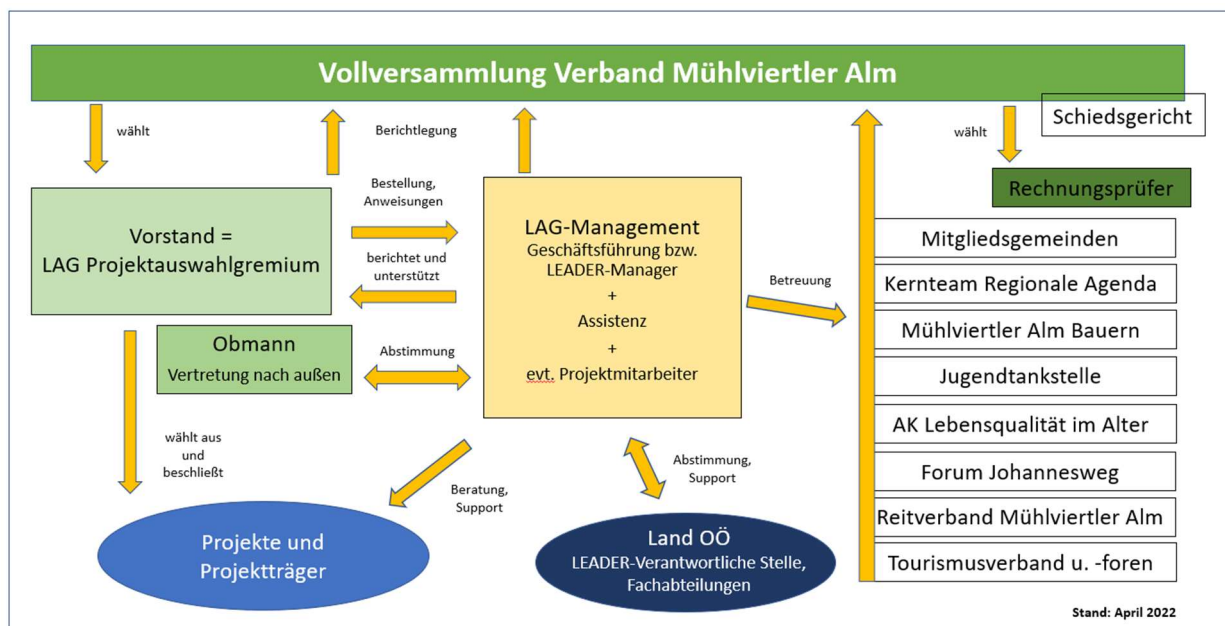 Vollversammlung Verband Mühlviertler Alm
wählt
Berichtlegung
wählt
Schiedsgericht
Rechnungsprüfer
Vorstand =
LAG Projektauswahlgremium
Bestellung,
Anweisungen
berichtet und
unterstützt
LAG-Management
Geschäftsführung bzw.
LEADER-Manager
+
Assistenz
+
evt. Projektmitarbeiter
Betreuung
Mitgliedsgemeinden
Kernteam Regionale Agenda
Mühlviertler Alm Bauern
Jugendtankstelle
AK Lebensqualität im Alter
Forum Johannesweg
Reitverband Mühlviertler Alm
Tourismusverband u. -foren
Obmann
Vertretung nach außen
Abstimmung
wählt aus
und
beschließt
Beratung,
Support
Abstimmung,
Support
Projekte und
Projektträger
Land OÖ
LEADER-Verantwortliche Stelle,
Fachabteilungen
Stand: April 2022